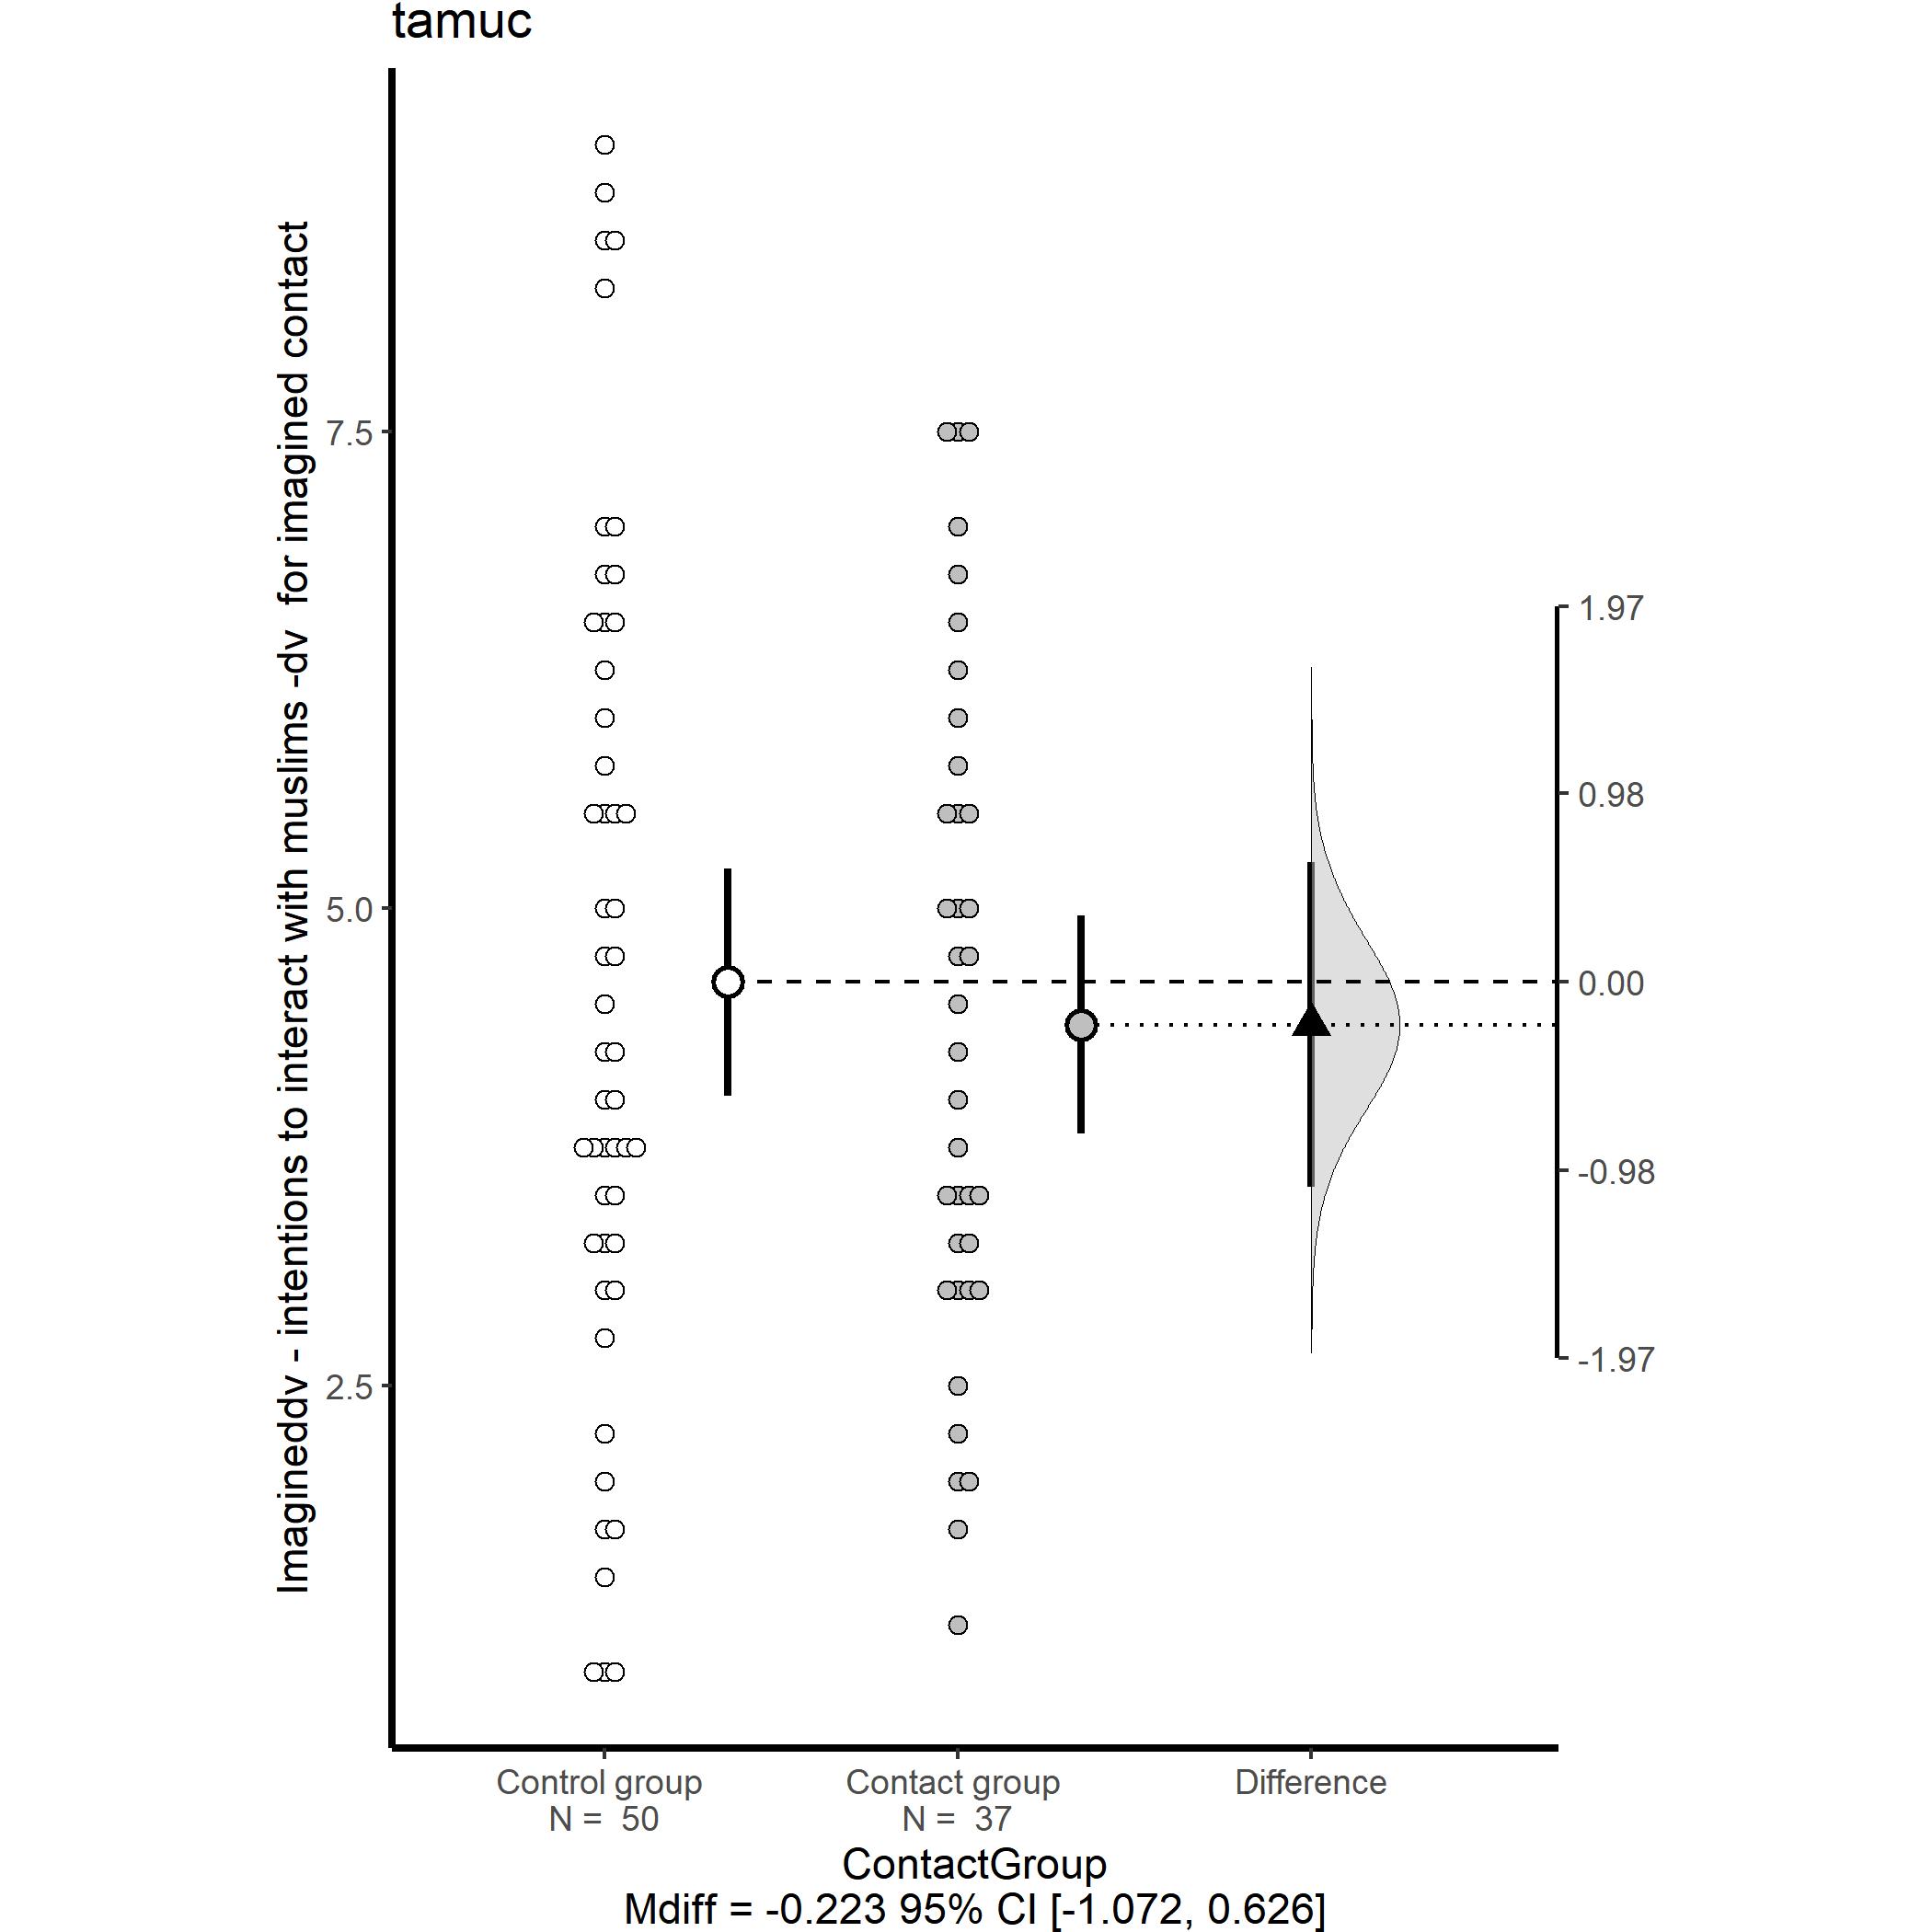 tamuc
Imagineddv - intentions to interact with muslims -dv  for imagined contact
7.5
5.0
2.5
1.97
0.98
0.00
-0.98
-1.97
Control group
N =  50
Contact group
N =  37
Difference
ContactGroup
Mdiff = -0.223 95% CI [-1.072, 0.626]